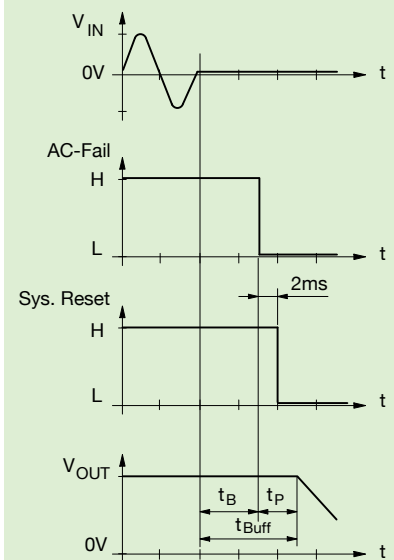 V_IN
0V
t
AC-Fail
H
L
t
2ms
Sys. Reset
H
L
t
V_OUT
t_B t_P
t_Buff
0V
t